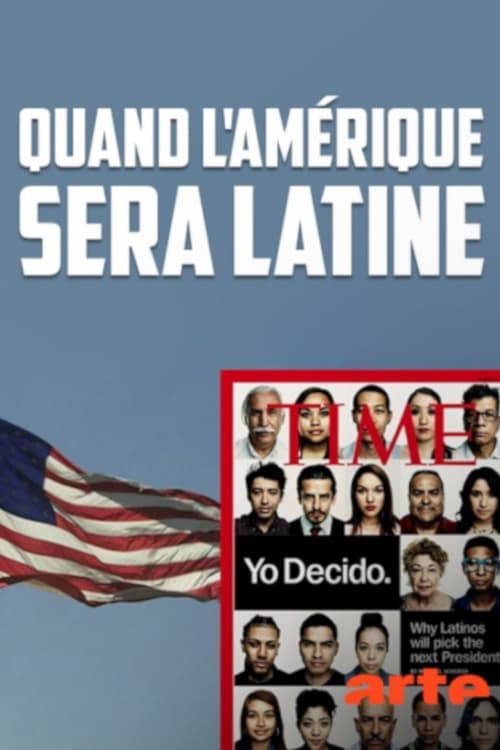 QUAND L'AMÉRIQUE
SERA LATINE
TIME
Yo Decido.
Why Latinos
will pick the
next President
arte